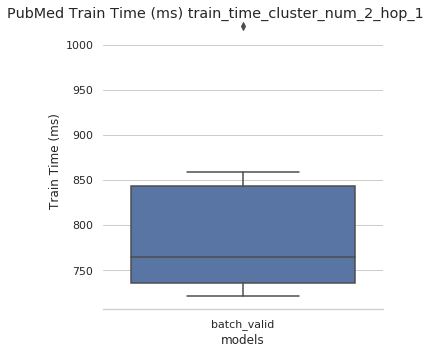 PubMed Train Time (ms) train_time_cluster_num_2_hop_1
1000
950
900
850
800
750
Train Time (ms)
batch_valid
models